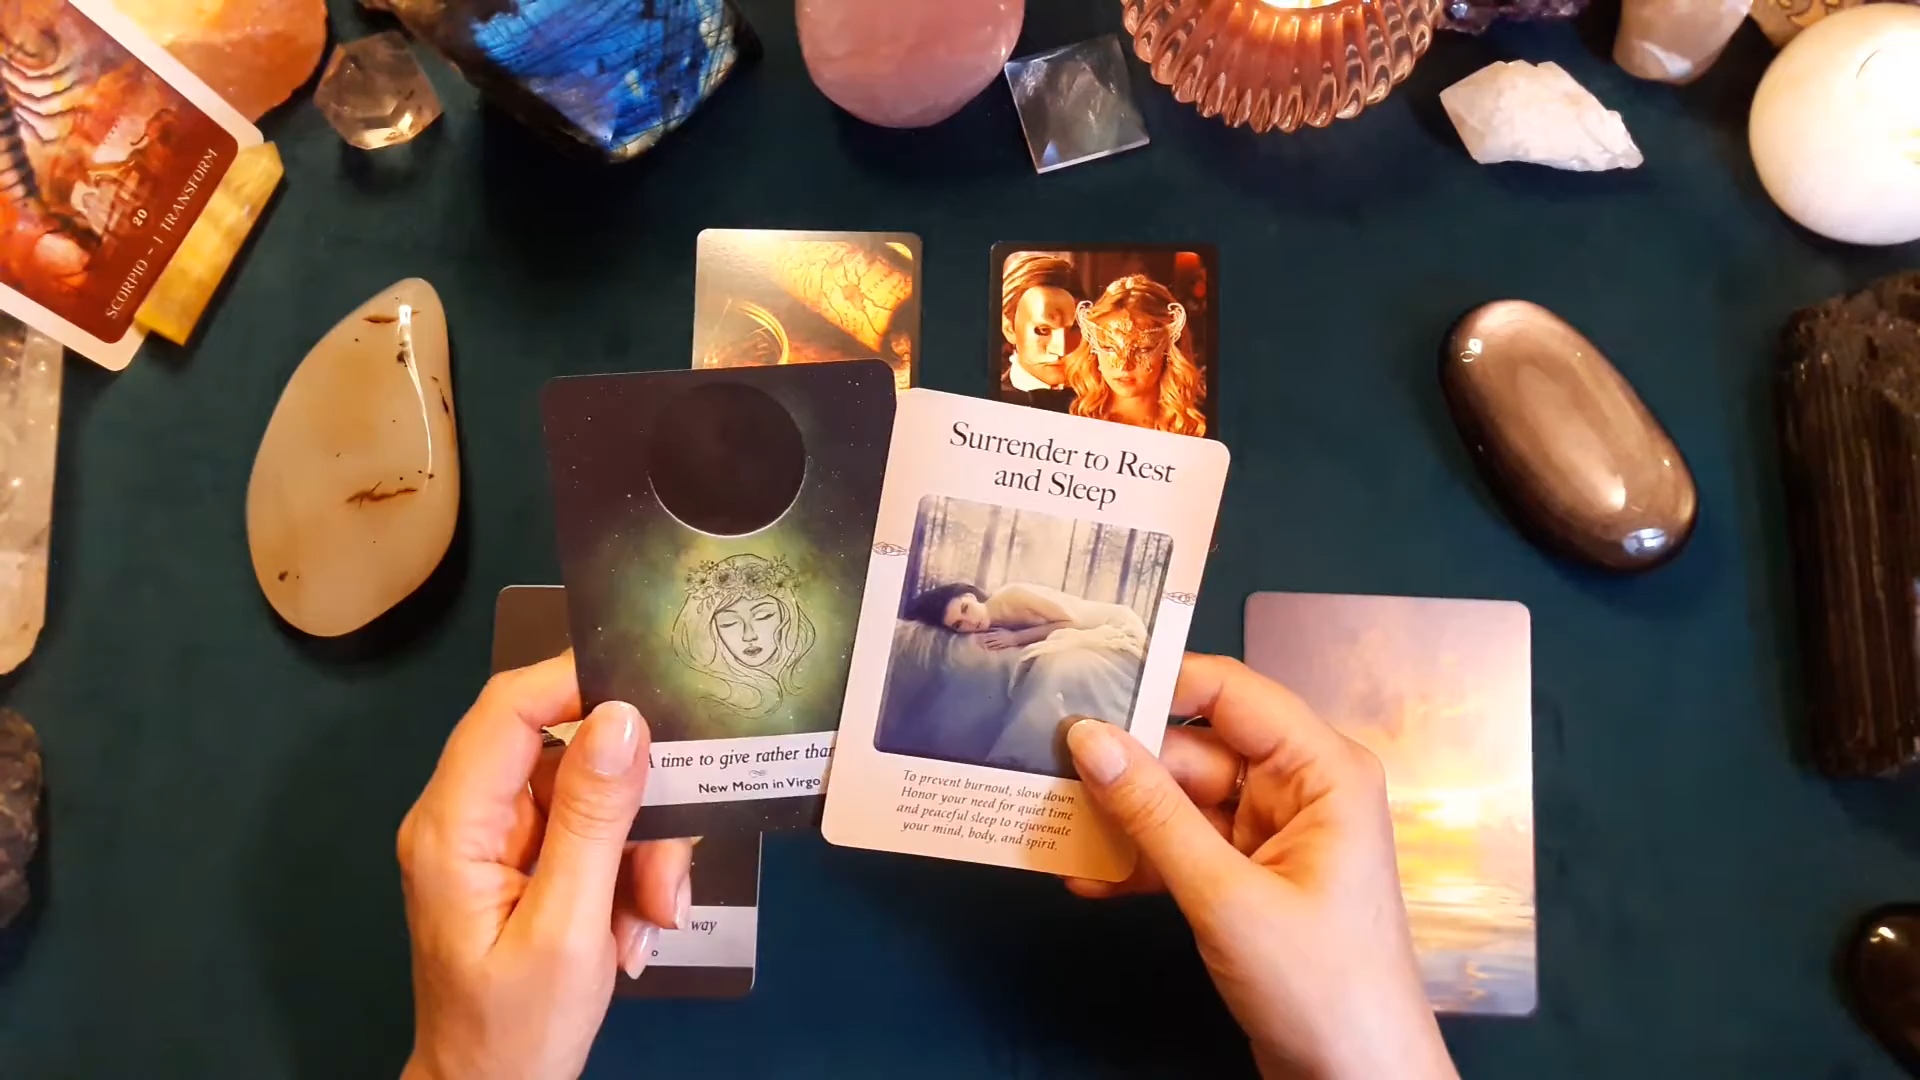 20
SCORPIO ~ I TRANSFORM
Surrender to Rest
and Sleep
A time to give rather than
New Moon in Virgo
To prevent burnout, slow down.
Honor your need for quiet time
and peaceful sleep to rejuvenate
your mind, body, and spirit.
way